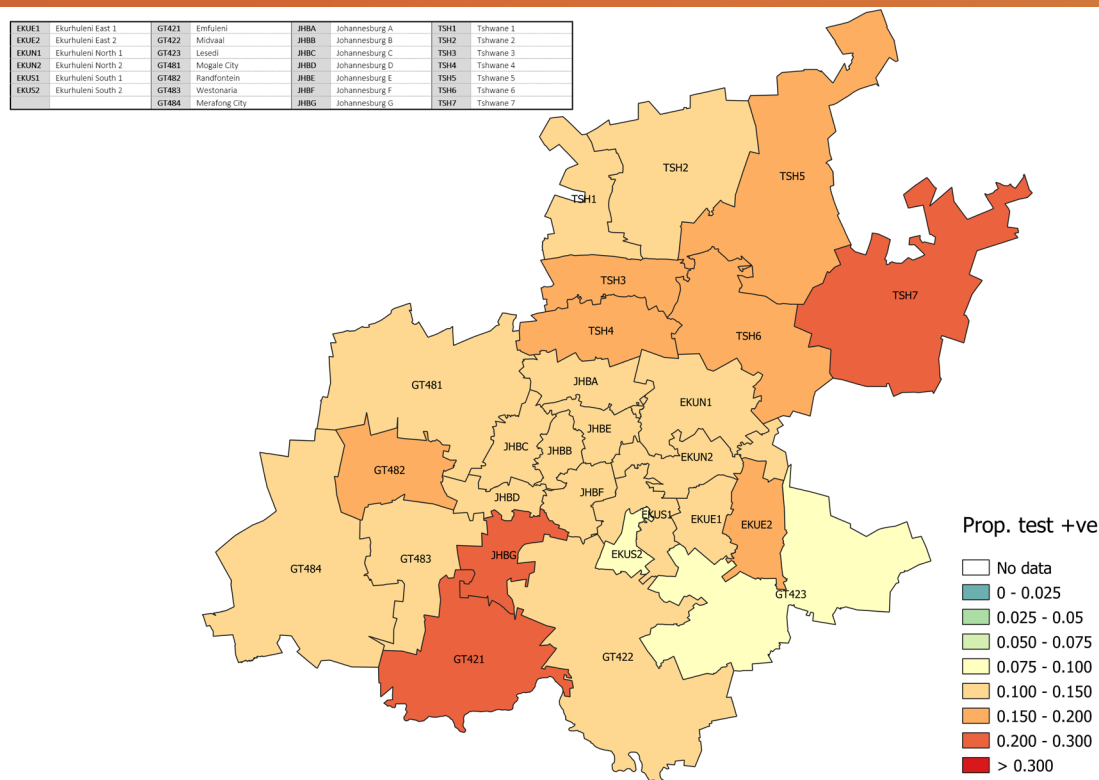 EKUE1 Ekurhuleni East 1 GT421 Emfuleni JHBA Johannesburg A TSH1 Tshwane 1
EKUE2 Ekurhuleni East 2 GT422 Midvaal JHBB Johannesburg B TSH2 Tshwane 2
EKUN1 Ekurhuleni North 1 GT423 Lesedi JHBC Johannesburg C TSH3 Tshwane 3
EKUN2 Ekurhuleni North 2 GT481 Mogale City JHBD Johannesburg D TSH4 Tshwane 4
EKUS1 Ekurhuleni South 1 GT482 Randfontein JHBE Johannesburg E TSH5 Tshwane 5
EKUS2 Ekurhuleni South 2 GT483 Westonaria JHBF Johannesburg F TSH6 Tshwane 6
GT484 Merafong City JHBG Johannesburg G TSH7 Tshwane 7
TSH2
TSH5
TSH1
TSH3
TSH7
TSH4
TSH6
GT481
JHBA
EKUN1
JHBE
JHBC
JHBB
EKUN2
GT482
JHBD
JHBF
EKUS1
EKUE1
EKUE2
GT484
GT483
JHBG
EKUS2
GT423
GT421
GT422
Prop. test +ve
No data
0 - 0.025
0.025 - 0.05
0.050 - 0.075
0.075 - 0.100
0.100 - 0.150
0.150 - 0.200
0.200 - 0.300
> 0.300